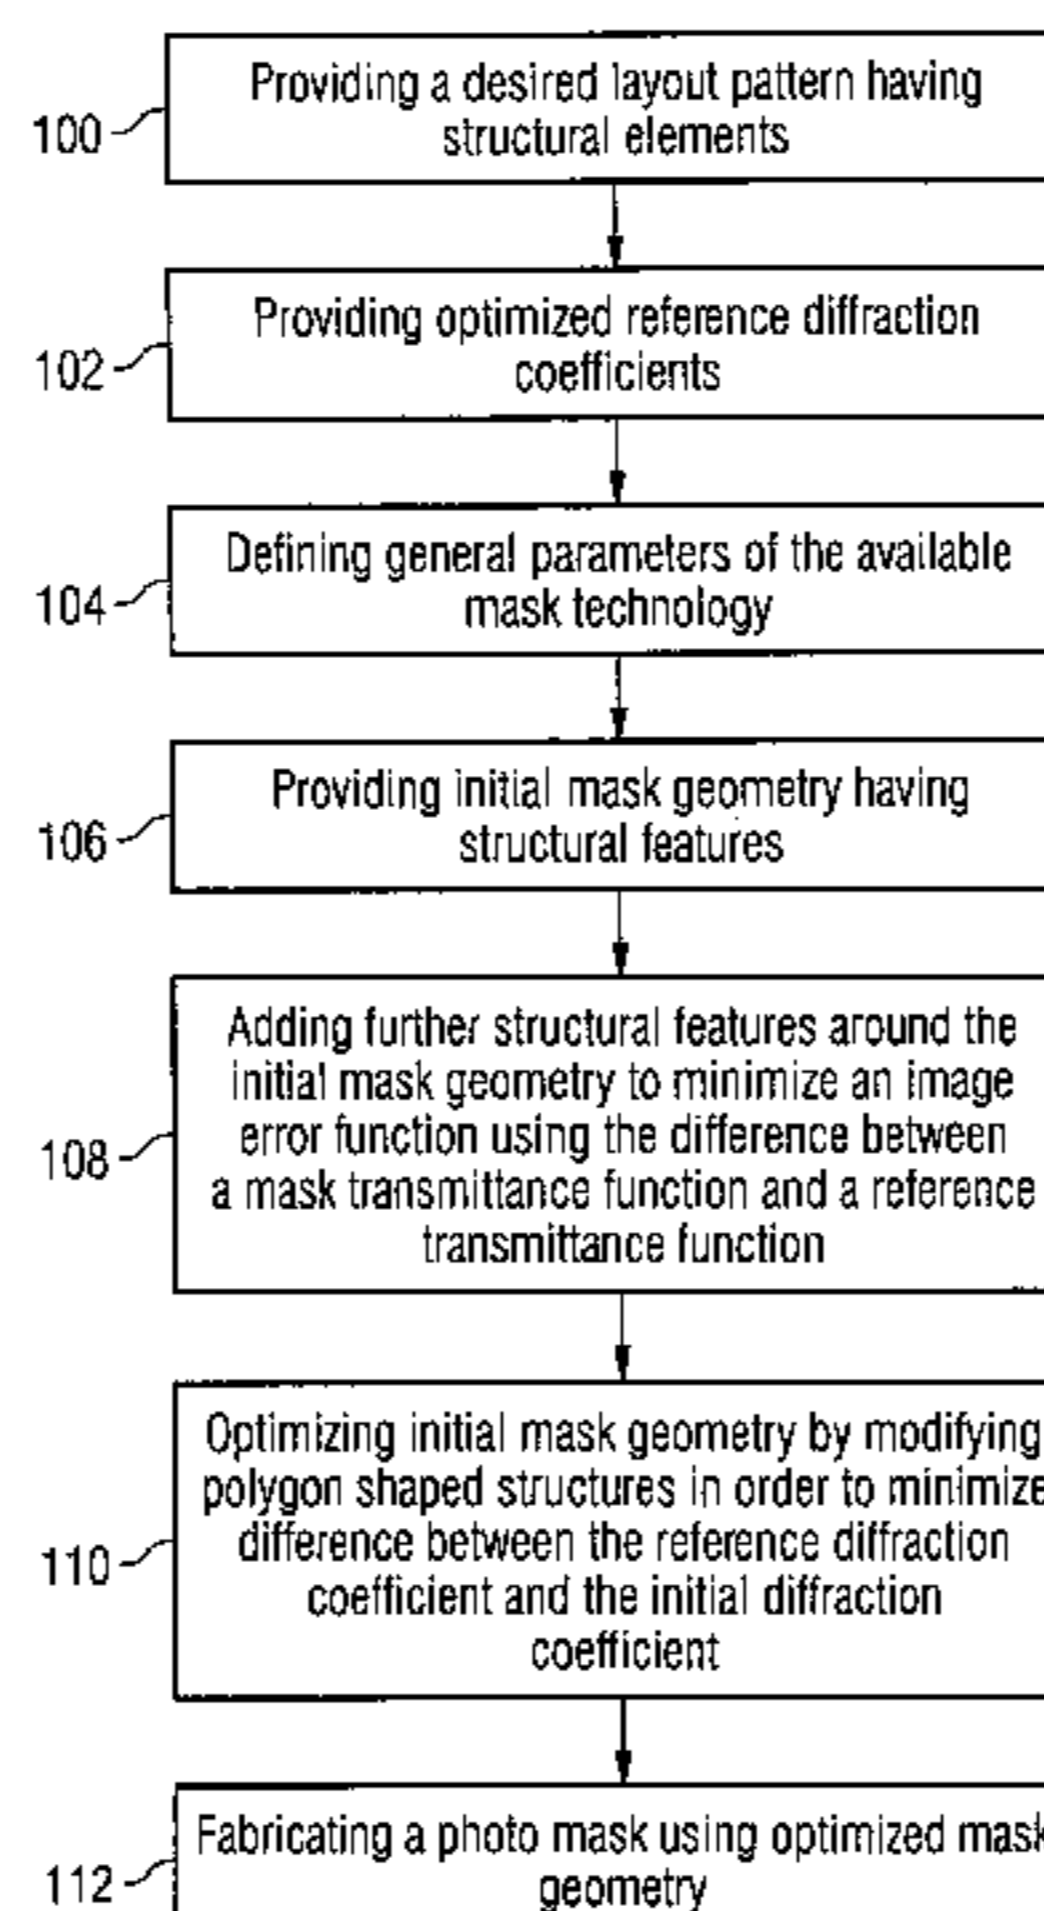 100
Providing a desired layout pattern having
structural elements
102
Providing optimized reference diffraction
coefficients
104
Defining general parameters of the available
mask technology
106
Providing initial mask geometry having
structural features
108
Adding further structural features around the
initial mask geometry to minimize an image
error function using the difference between
a mask transmittance function and a reference
transmittance function
110
Optimizing initial mask geometry by modifying
polygon shaped structures in order to minimize
difference between the reference diffraction
coefficient and the initial diffraction
coefficient
112
Fabricating a photo mask using optimized mask
geometry